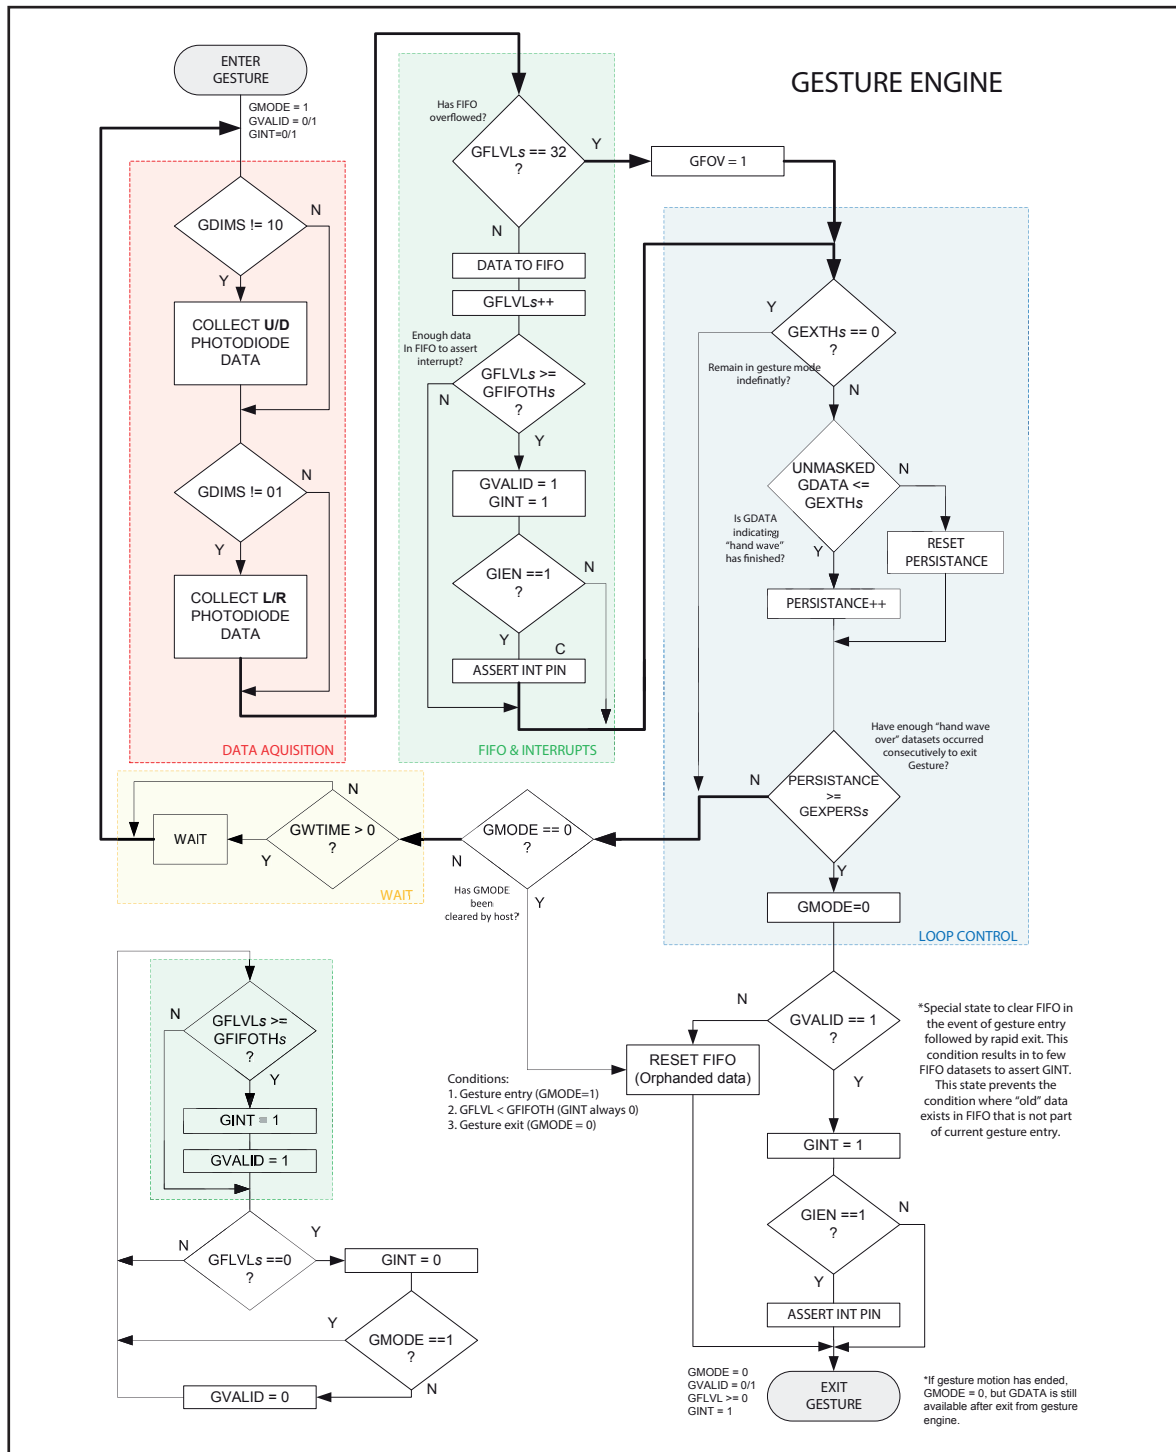 GESTURE ENGINE
ENTER
GESTURE
GMODE = 1
GVALID = 0/1
GINT=0/1
GDIMS != 10
N
Y
COLLECT U/D
PHOTODIODE
DATA
GDIMS != 01
N
Y
COLLECT L/R
PHOTODIODE
DATA
DATA AQUISITION
Has FIFO
overflowed?
GFLVLs == 32
?
Y
N
GFOV = 1
DATA TO FIFO
GFLVLs++
Enough data
In FIFO to assert
interrupt?
GFLVLs >=
GFIFOTHs
?
N
Y
GVALID = 1
GINT = 1
GIEN ==1
?
N
Y
C
ASSERT INT PIN
FIFO & INTERRUPTS
Y
GEXTHs == 0
?
Remain in gesture mode
indefinatly?
N
UNMASKED
GDATA <=
GEXTHs
N
Is GDATA
indicating
"hand wave"
has finished?
Y
RESET
PERSISTANCE
PERSISTANCE++
Have enough "hand wave
over" datasets occurred
consecutively to exit
Gesture?
N
PERSISTANCE
>=
GEXPERSs
Y
GMODE=0
LOOP CONTROL
N
WAIT
GWTIME > 0
?
Y
WAIT
GMODE == 0
?
N
Has GMODE
been
cleared by host?
Y
N
GFLVLs >=
GFIFOTHs
?
Y
GINT = 1
GVALID = 1
N
GFLVLs ==0
?
Y
GINT = 0
Y
GMODE ==1
?
N
GVALID = 0
N
GVALID == 1
?
Y
RESET FIFO
(Orphanded data)
Conditions:
1. Gesture entry (GMODE=1)
2. GFLVL < GFIFOTH (GINT always 0)
3. Gesture exit (GMODE = 0)
*Special state to clear FIFO in
the event of gesture entry
followed by rapid exit. This
condition results in to few
FIFO datasets to assert GINT.
This state prevents the
condition where "old" data
exists in FIFO that is not part
of current gesture entry.
GINT = 1
GIEN ==1
?
N
Y
ASSERT INT PIN
GMODE = 0
GVALID = 0/1
GFLVL >= 0
GINT = 1
EXIT
GESTURE
*If gesture motion has ended,
GMODE = 0, but GDATA is still
available after exit from gesture
engine.